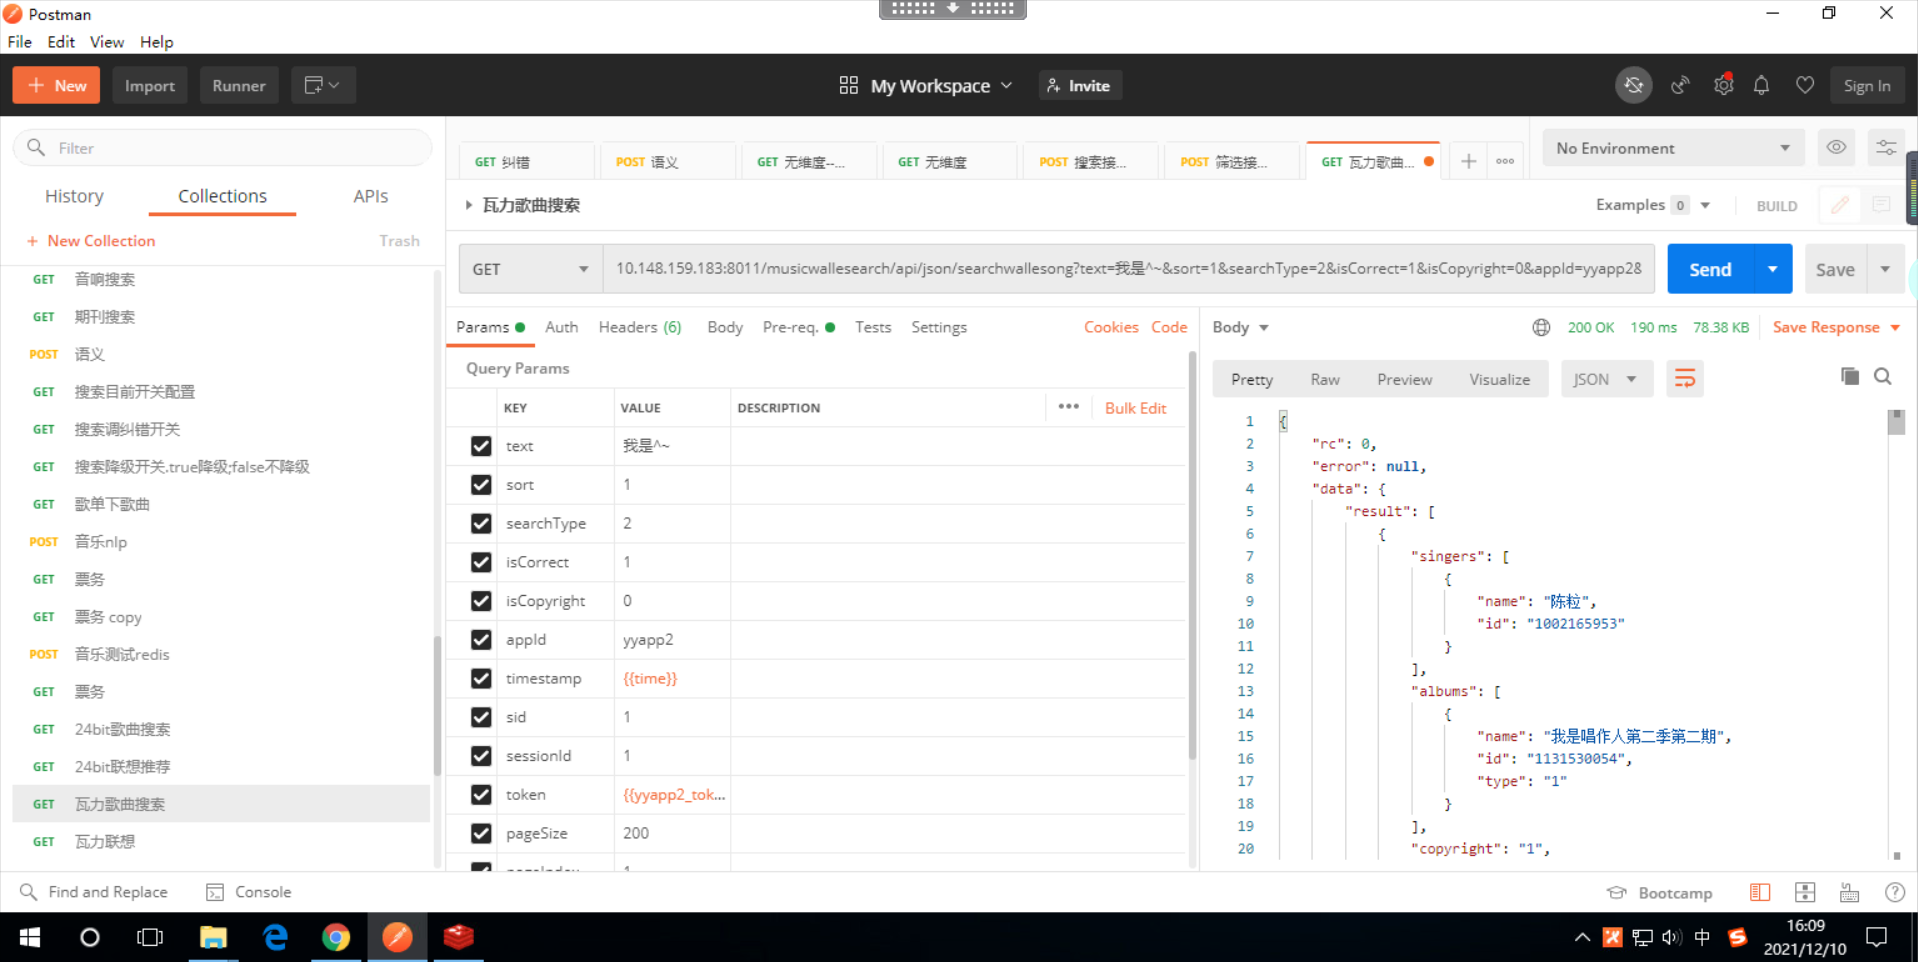 Postman
File Edit View Help
New Import Runner My Workspace Invite Sign In
Filter
History Collections APIs
+ New Collection Trash
GET 音响搜索
GET 期刊搜索
POST 语义
GET 搜索目前开关配置
GET 搜索调纠错开关
GET 搜索降级开关.true降级;false不降级
GET 歌单下歌曲
POST 音乐nlp
GET 票务
GET 票务 copy
POST 音乐测试redis
GET 票务
GET 24bit歌曲搜索
GET 24bit联想推荐
GET 瓦力歌曲搜索
GET 瓦力联想
GET 纠错 POST 语义 GET 无维度--... GET 无维度 POST 搜索接... POST 筛选接... GET 瓦力歌曲...
No Environment
瓦力歌曲搜索 Examples 0 BUILD
GET 10.148.159.183:8011/musicwallesearch/api/json/searchwallesong?text=我是^~&sort=1&searchType=2&isCorrect=1&isCopyright=0&appId=yyapp2& Send Save
Params Auth Headers (6) Body Pre-req. Tests Settings Cookies Code
Query Params
KEY VALUE DESCRIPTION ••• Bulk Edit
text 我是^~
sort 1
searchType 2
isCorrect 1
isCopyright 0
appId yyapp2
timestamp {{time}}
sid 1
sessionId 1
token {{yyapp2_tok...
pageSize 200
pageIndex 1
Body 200 OK 190 ms 78.38 KB Save Response
Pretty Raw Preview Visualize JSON
1 {
2 "rc": 0,
3 "error": null,
4 "data": {
5 "result": [
6 {
7 "singers": [
8 {
9 "name": "陈粒",
10 "id": "1002165953"
11 }
12 ],
13 "albums": [
14 {
15 "name": "我是唱作人第二季第二期",
16 "id": "1131530054",
17 "type": "1"
18 }
19 ],
20 "copyright": "1",
Find and Replace Console Bootcamp
中 16:09
2021/12/10